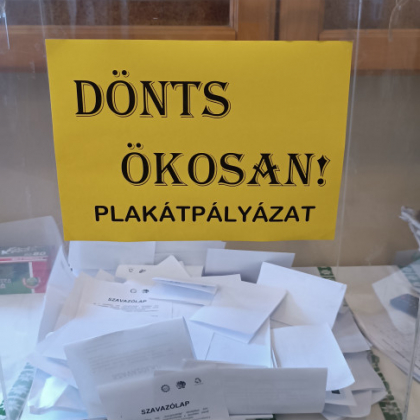 DÖNTS
ÖKOSAN!
PLAKÁTPÁLYÁZAT
SZAVAZÓLAP
SZAVAZÓLAP